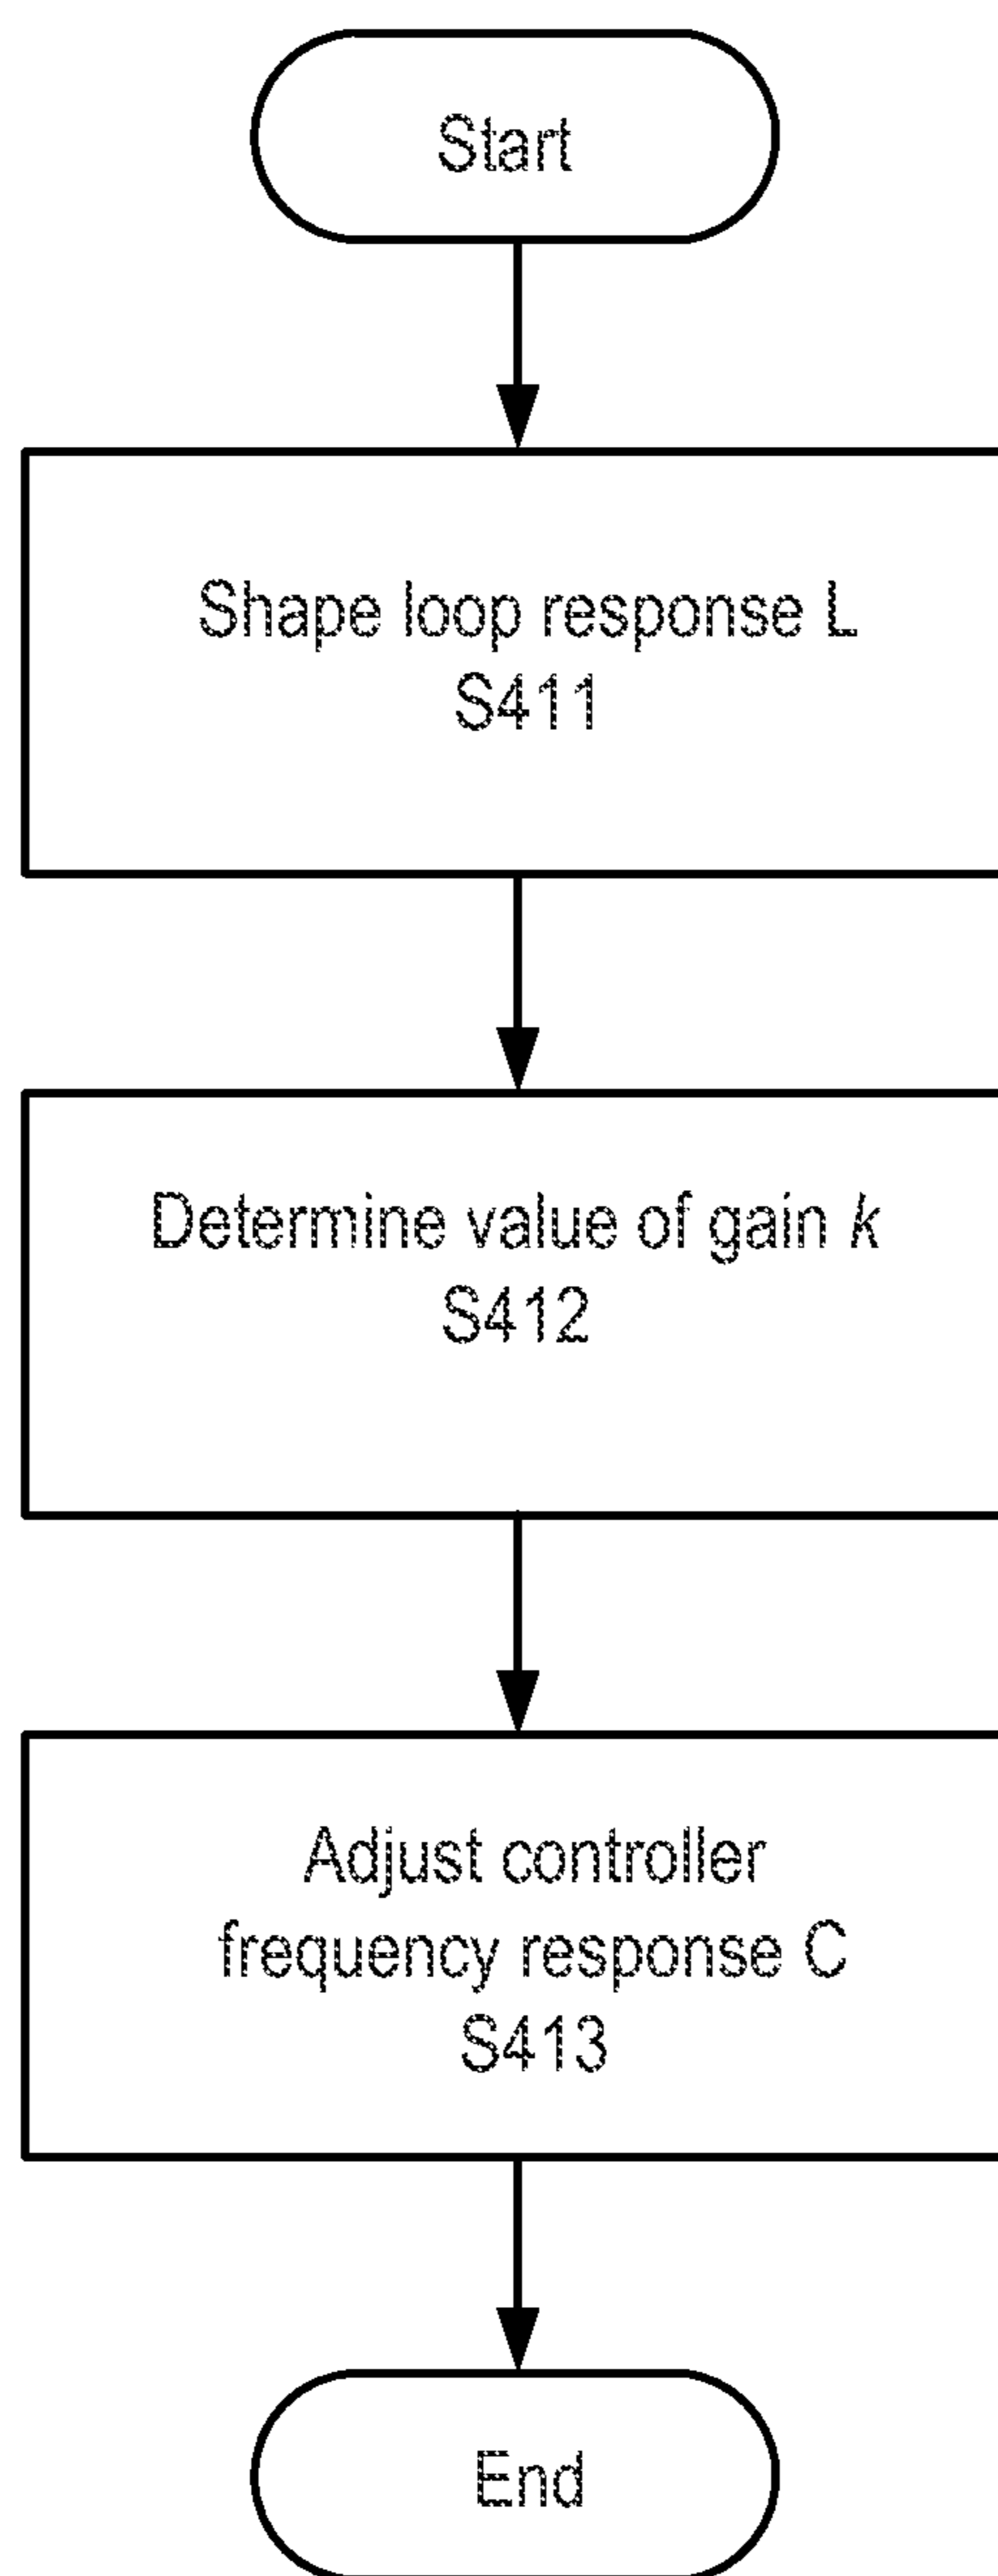 Start
Shape loop response L
S411
Determine value of gain k
S412
Adjust controller
frequency response C
S413
End